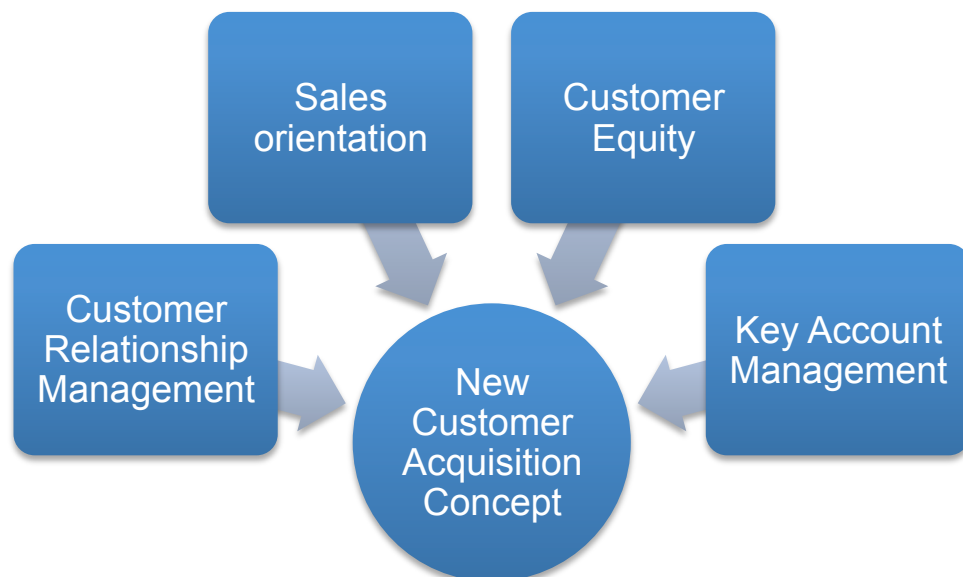 Sales
orientation
Customer
Equity
Customer
Relationship
Management
Key Account
Management
New
Customer
Acquisition
Concept